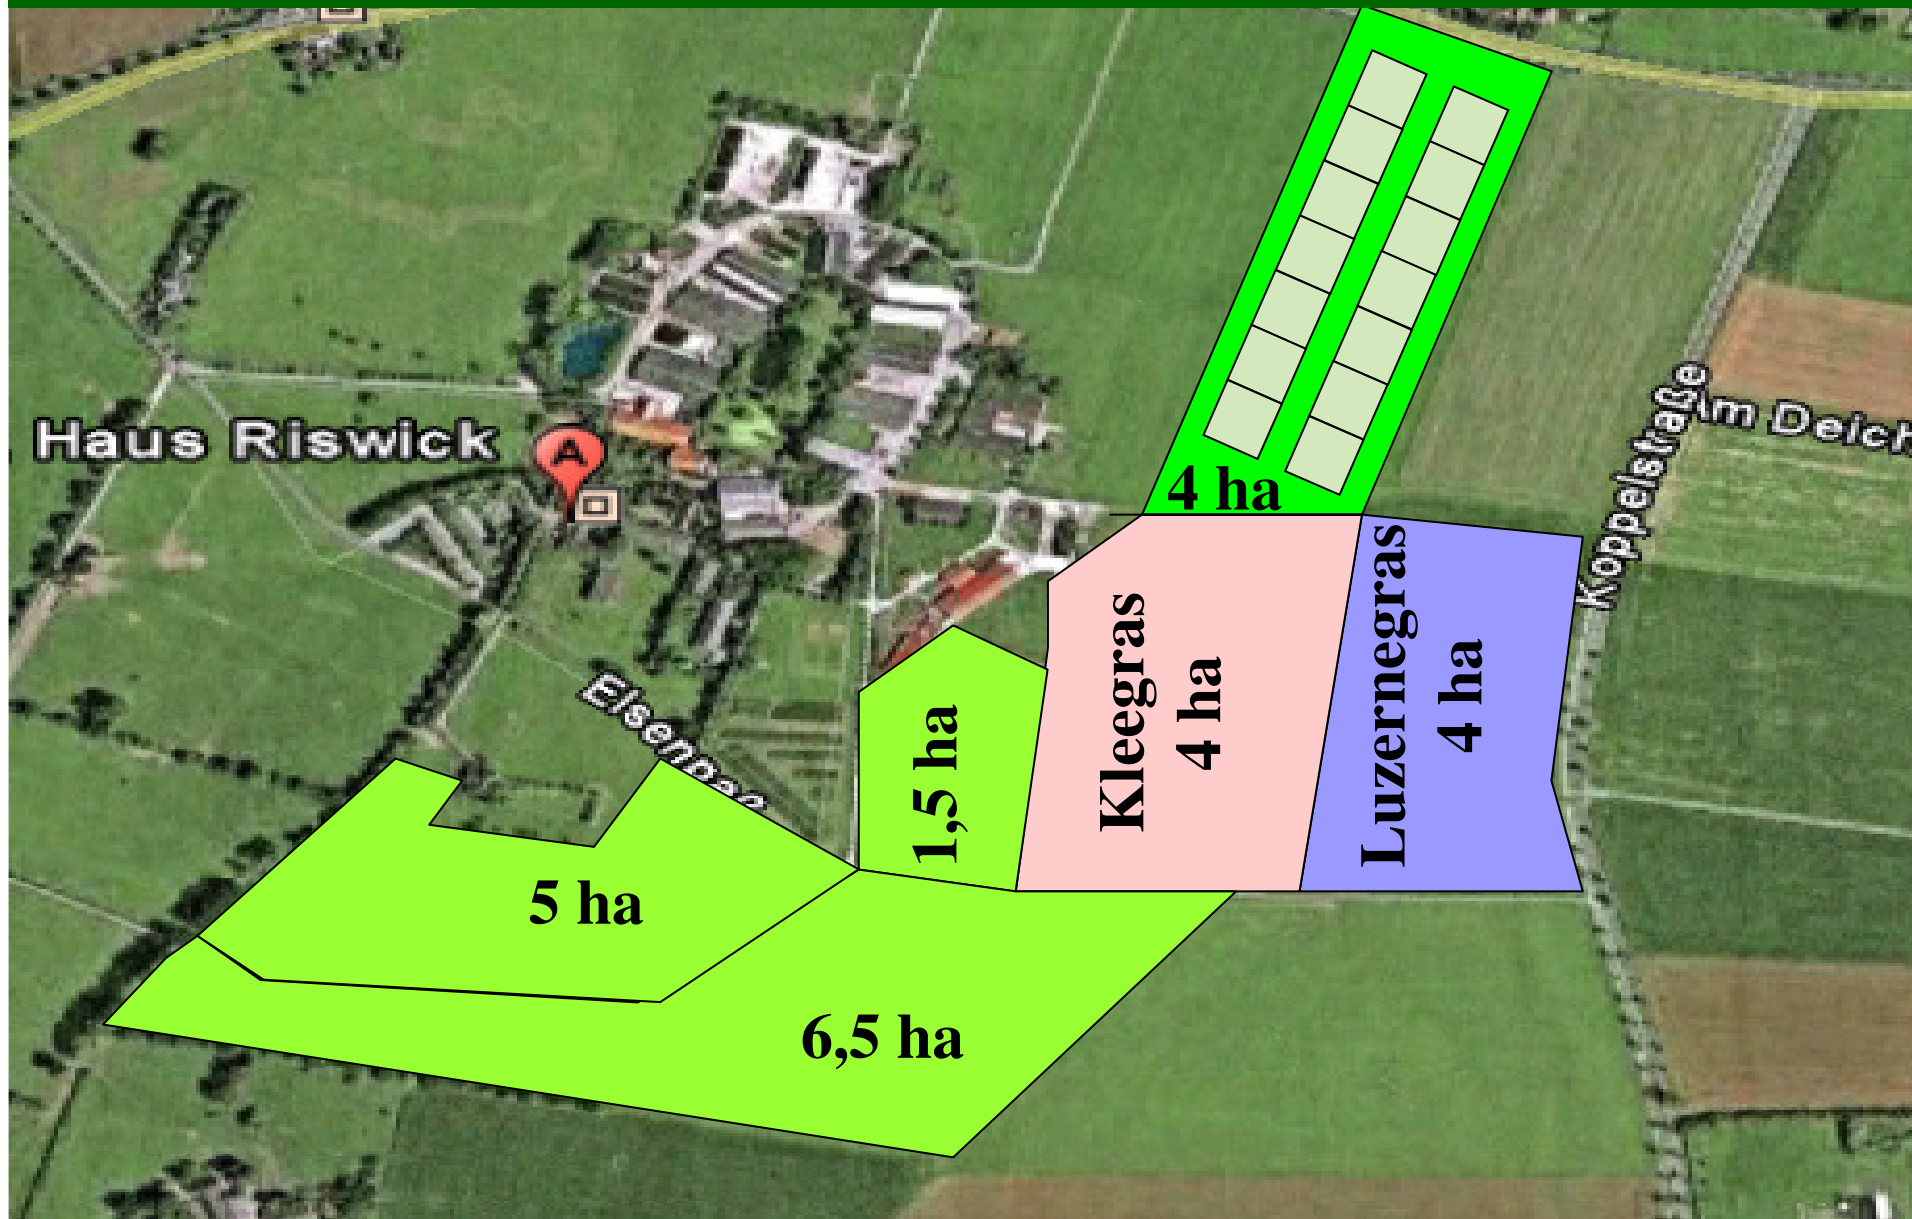 Haus Riswick
A
Am Deich
Koppelstraße
4 ha
Kleegras
4 ha
Luzernegras
4 ha
1,5 ha
5 ha
6,5 ha